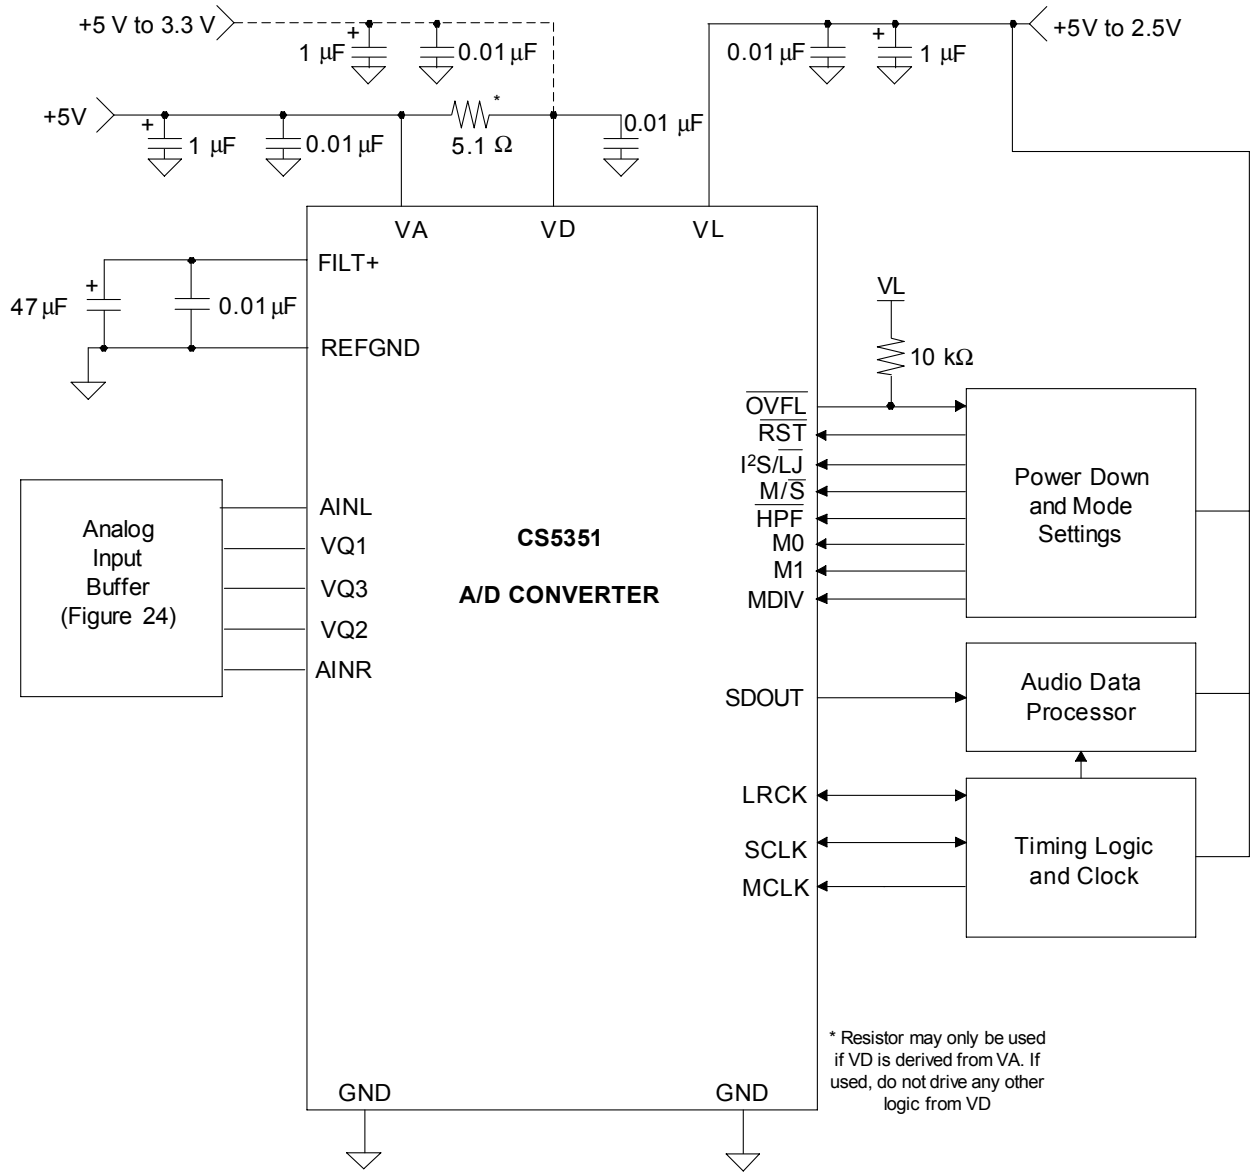 +5 V to 3.3 V
+
1 µF
0.01 µF
0.01 µF
+
1 µF
+5V to 2.5V
+5V
+
1 µF
0.01 µF
*
5.1 Ω
0.01 µF
VA
VD
VL
FILT+
+
47 µF
0.01 µF
REFGND
VL
10 kΩ
OVFL
RST
I²S/LJ
M/S
HPF
M0
M1
MDIV
Power Down
and Mode
Settings
Analog
Input
Buffer
(Figure 24)
AINL
VQ1
VQ3
VQ2
AINR
CS5351
A/D CONVERTER
SDOUT
Audio Data
Processor
LRCK
SCLK
MCLK
Timing Logic
and Clock
* Resistor may only be used
if VD is derived from VA. If
used, do not drive any other
logic from VD
GND
GND